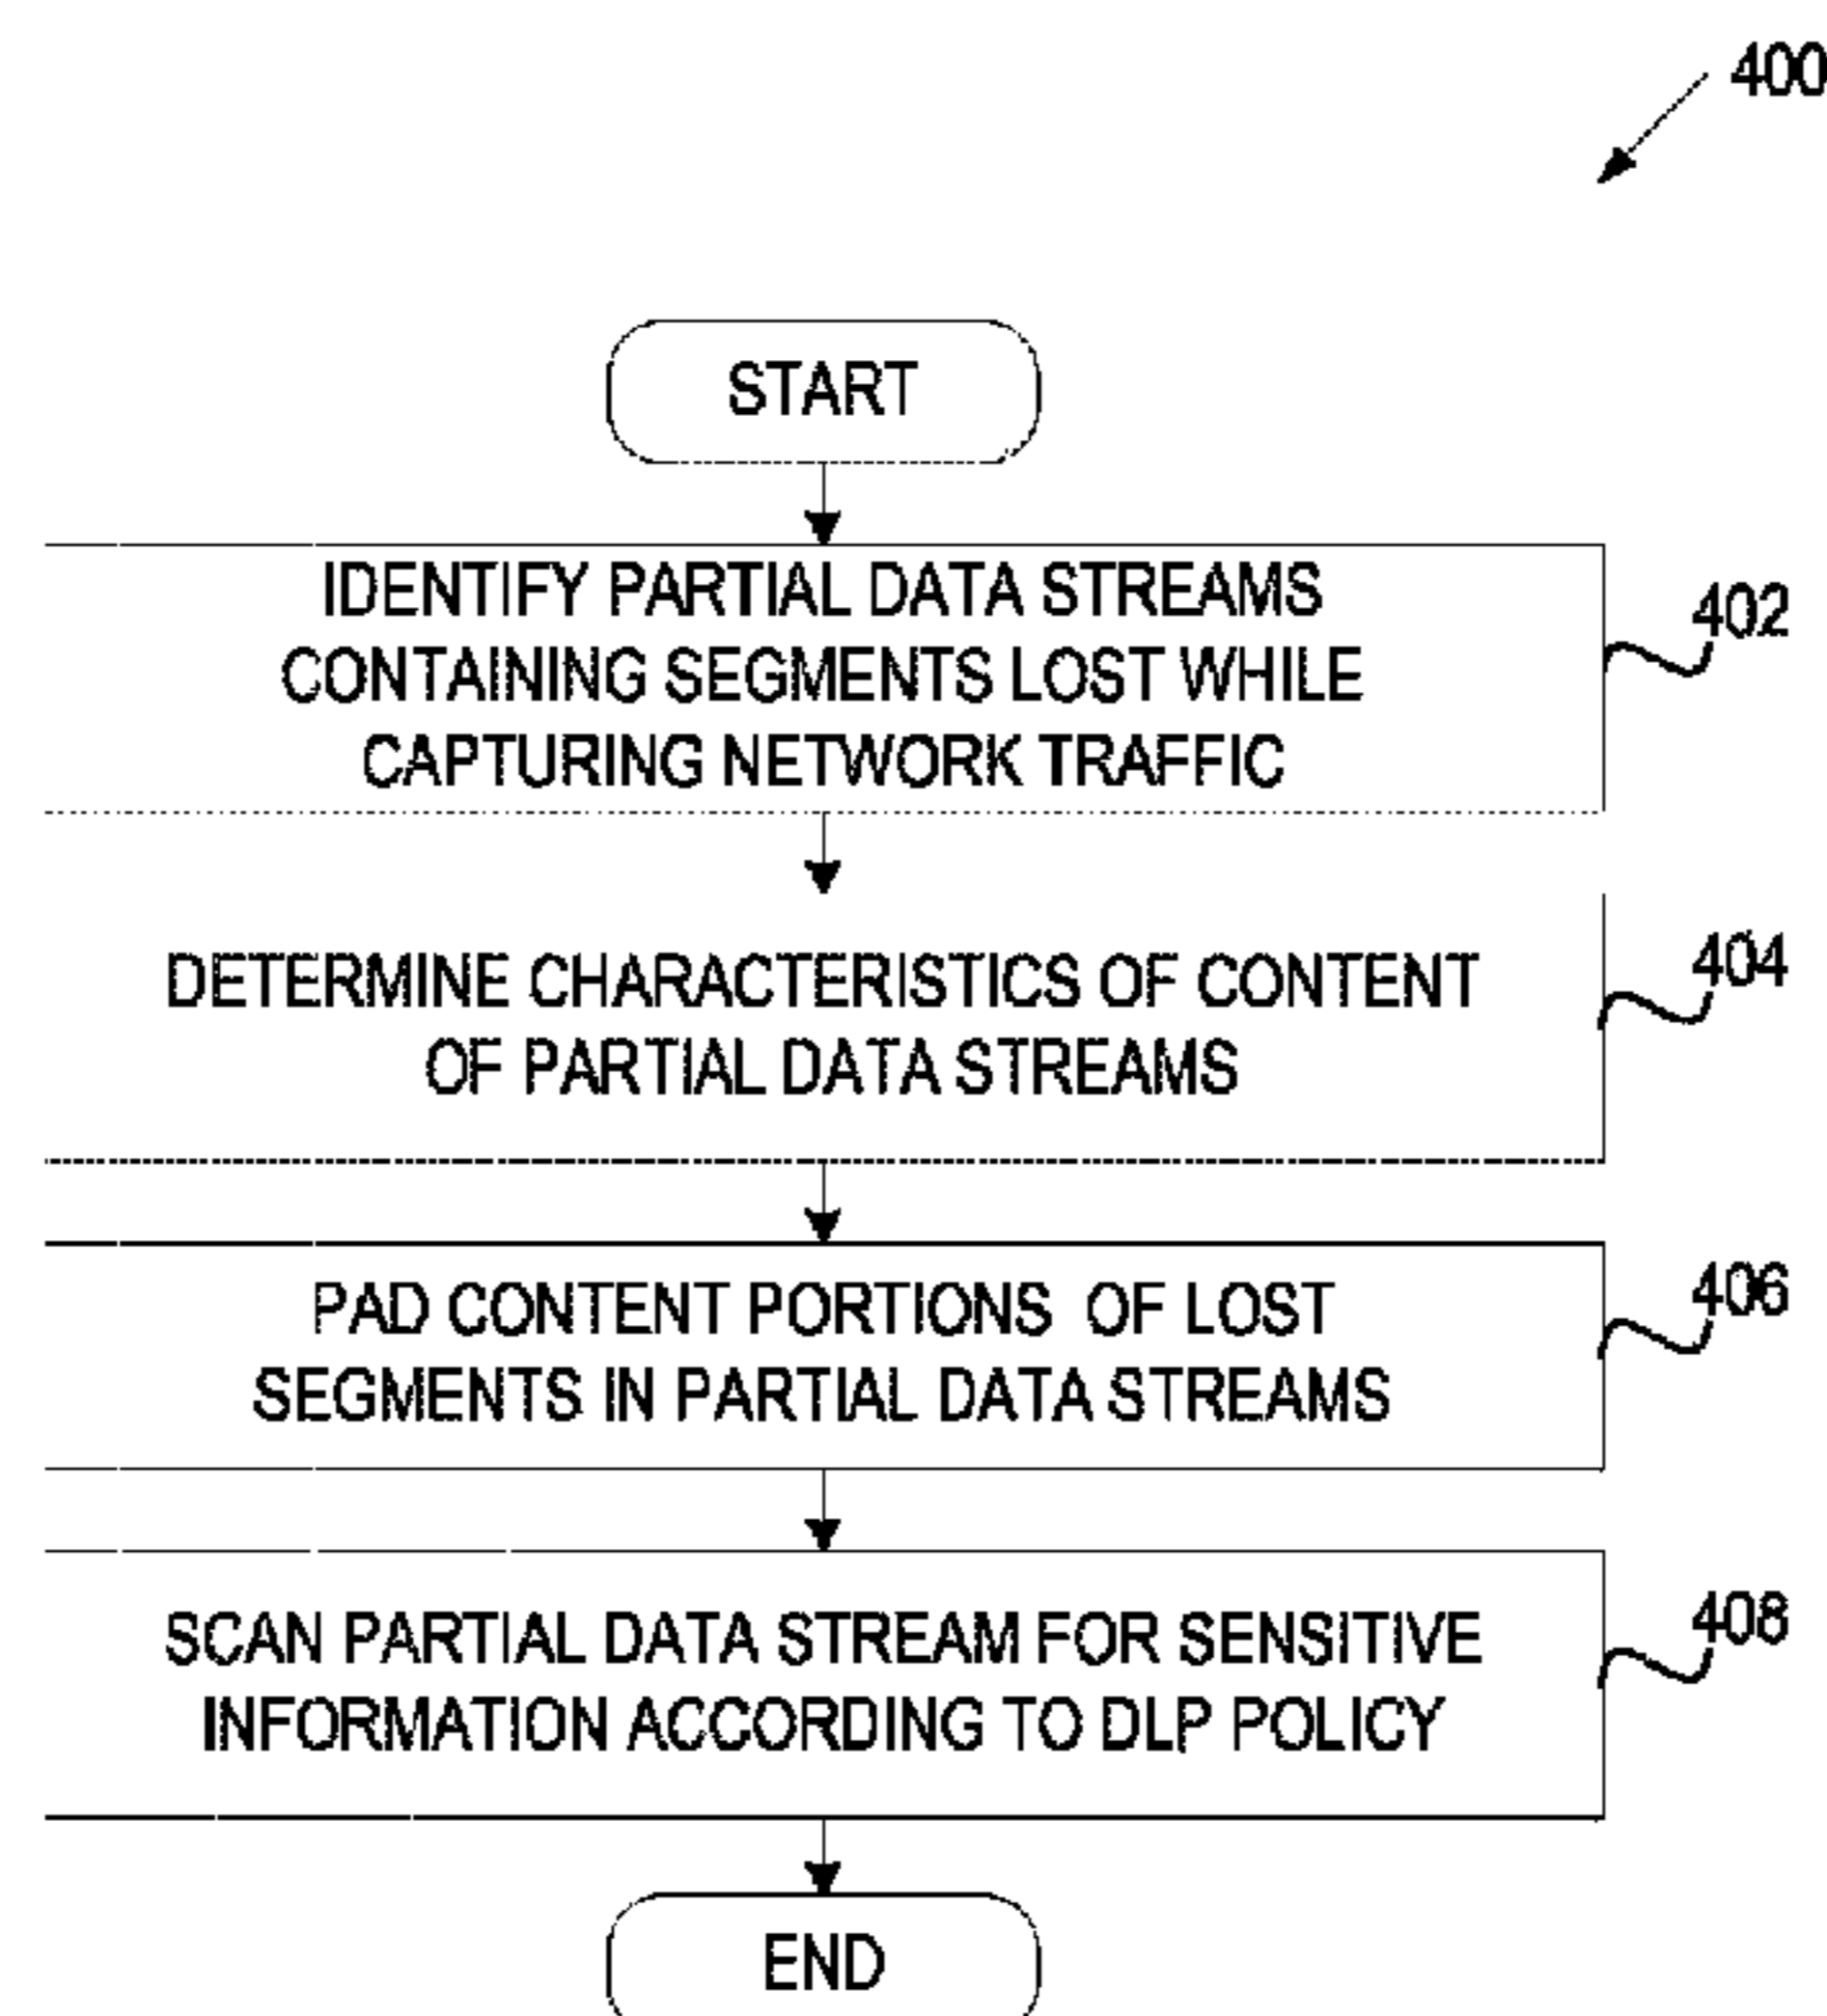 400
START
IDENTIFY PARTIAL DATA STREAMS
CONTAINING SEGMENTS LOST WHILE
CAPTURING NETWORK TRAFFIC
402
DETERMINE CHARACTERISTICS OF CONTENT
OF PARTIAL DATA STREAMS
404
PAD CONTENT PORTIONS OF LOST
SEGMENTS IN PARTIAL DATA STREAMS
406
SCAN PARTIAL DATA STREAM FOR SENSITIVE
INFORMATION ACCORDING TO DLP POLICY
408
END